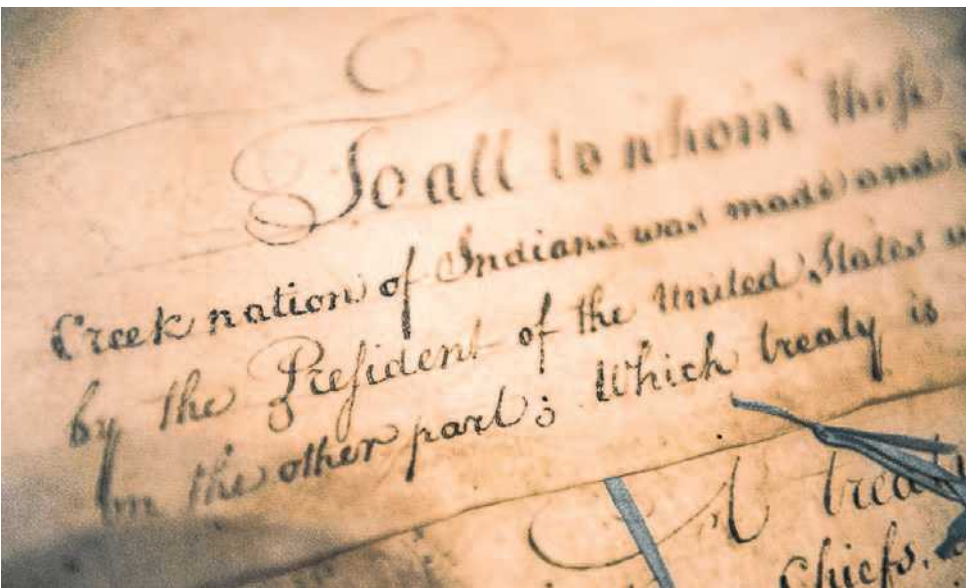 To all to whom these
Creek nation of Indians was made and
by the President of the United States
on the other part; Which treaty is
A treaty
Chiefs,